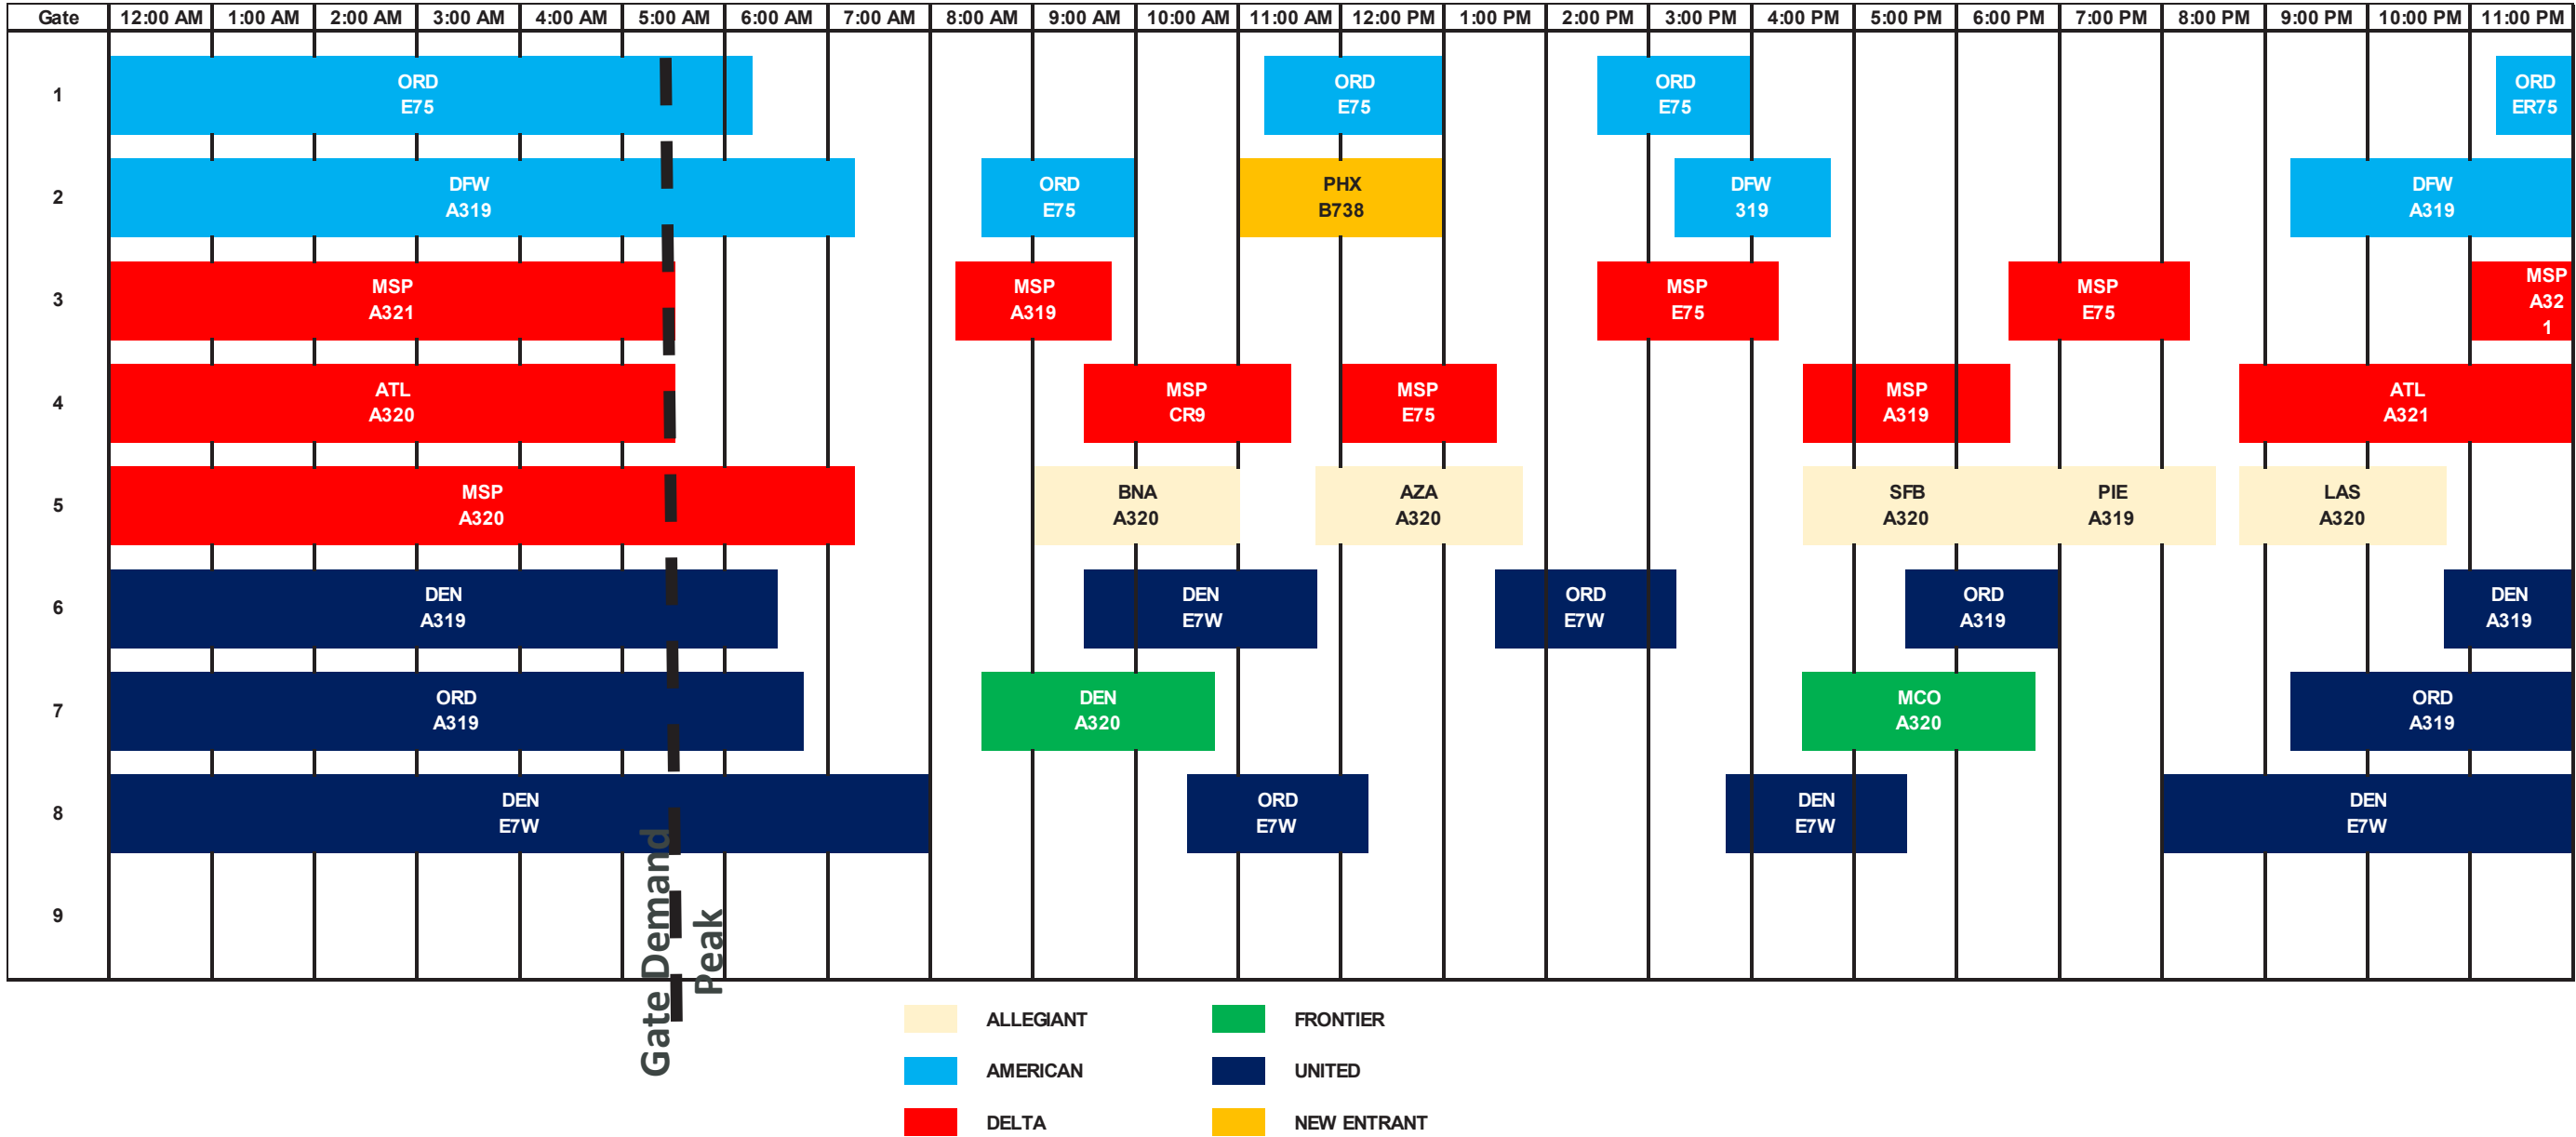 Gate 12:00 AM 1:00 AM 2:00 AM 3:00 AM 4:00 AM 5:00 AM 6:00 AM 7:00 AM 8:00 AM 9:00 AM 10:00 AM 11:00 AM 12:00 PM 1:00 PM 2:00 PM 3:00 PM 4:00 PM 5:00 PM 6:00 PM 7:00 PM 8:00 PM 9:00 PM 10:00 PM 11:00 PM
1
ORD
E75
ORD
E75
ORD
E75
ORD
ER75
2
DFW
A319
ORD
E75
PHX
B738
DFW
319
DFW
A319
3
MSP
A321
MSP
A319
MSP
E75
MSP
E75
MSP
A32
1
4
ATL
A320
MSP
CR9
MSP
E75
MSP
A319
ATL
A321
5
MSP
A320
BNA
A320
AZA
A320
SFB
A320
PIE
A319
LAS
A320
6
DEN
A319
DEN
E7W
ORD
E7W
ORD
A319
DEN
A319
7
ORD
A319
DEN
A320
MCO
A320
ORD
A319
8
DEN
E7W
ORD
E7W
DEN
E7W
DEN
E7W
9
Gate Demand
Peak
ALLEGIANT
FRONTIER
AMERICAN
UNITED
DELTA
NEW ENTRANT